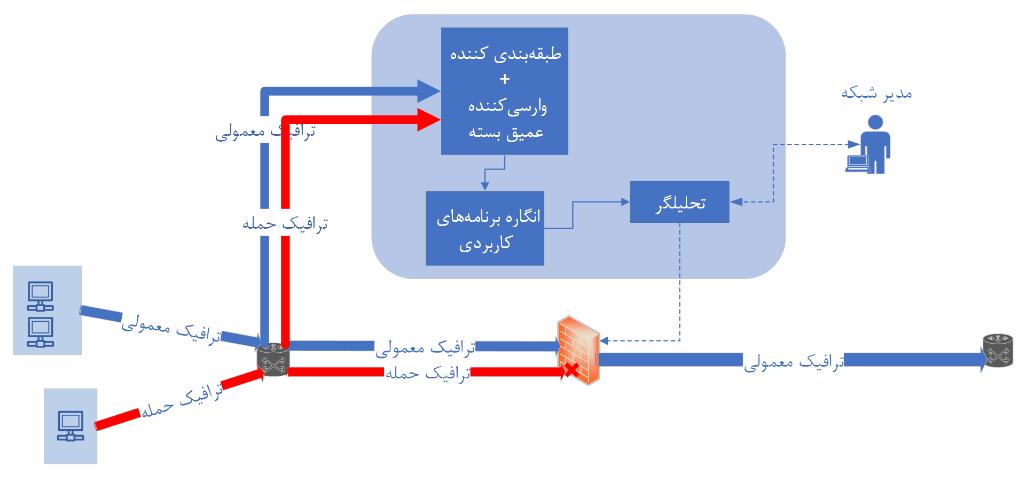 طبقه‌بندی کننده
+
وارسی‌کننده
عمیق بسته
مدیر شبکه
ترافیک معمولی
ترافیک حمله
انگاره برنامه‌های
کاربردی
تحلیلگر
ترافیک معمولی
ترافیک معمولی
ترافیک معمولی
ترافیک حمله
ترافیک حمله